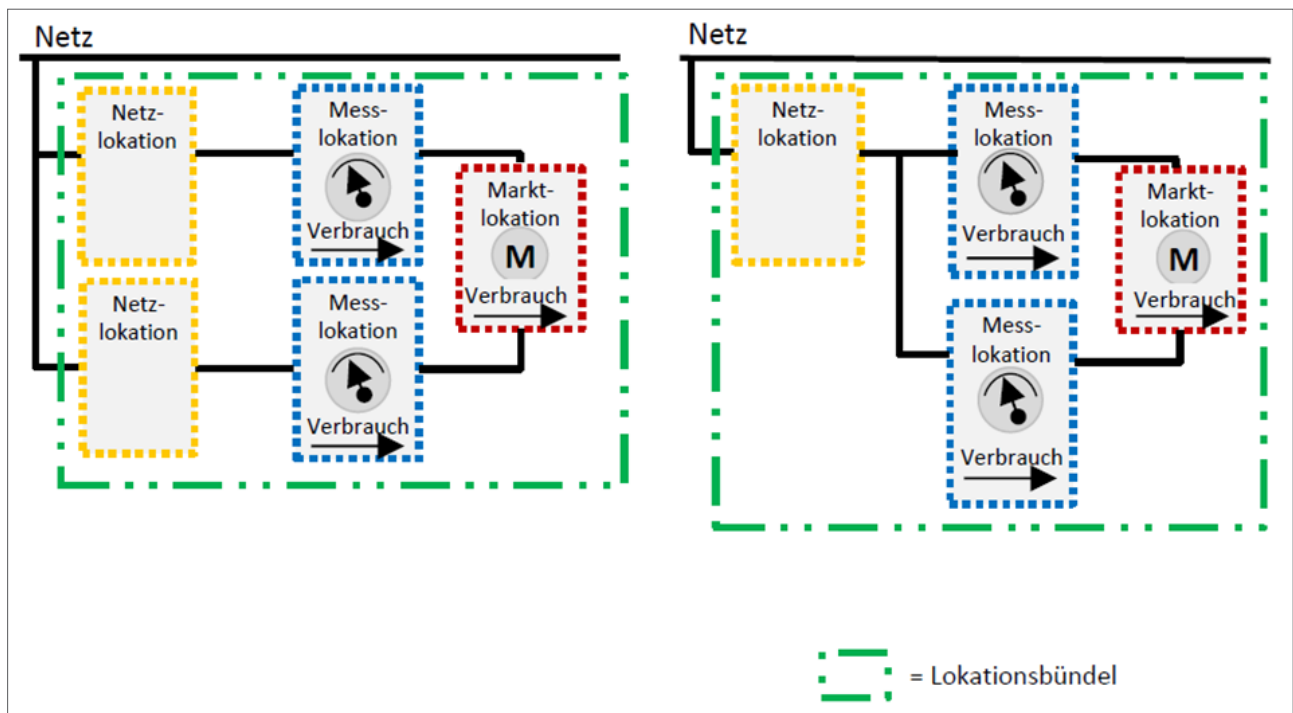 Netz
Netz-
lokation
Mess-
lokation
Verbrauch
Markt-
lokation
M
Verbrauch
Netz-
lokation
Mess-
lokation
Verbrauch
Netz
Netz-
lokation
Mess-
lokation
Verbrauch
Markt-
lokation
M
Verbrauch
Mess-
lokation
Verbrauch
= Lokationsbündel